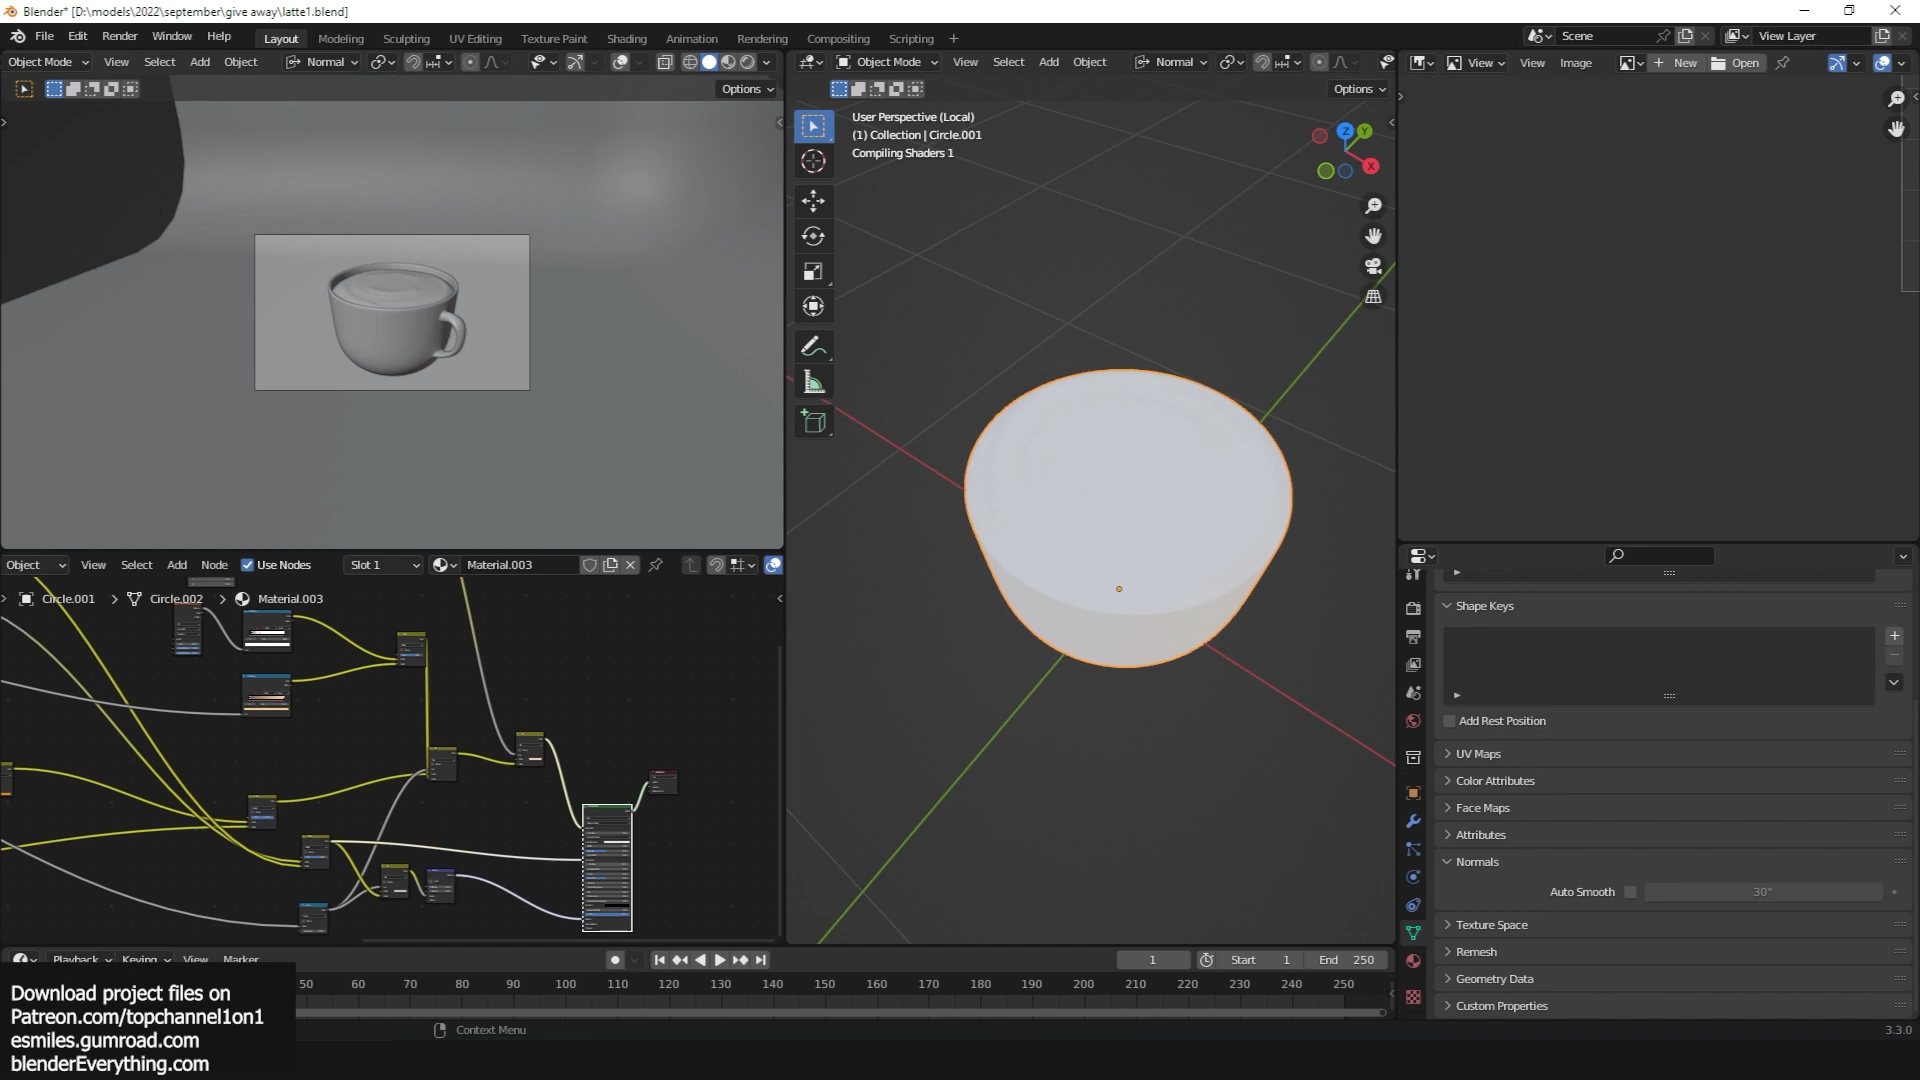 Blender* [D:\models\2022\september\give away\latte1.blend]
File Edit Render Window Help Layout Modeling Sculpting UV Editing Texture Paint Shading Animation Rendering Compositing Scripting + Scene View Layer
Object Mode View Select Add Object Normal
Options
Object Mode View Select Add Object Normal
Options
View View Image + New Open
User Perspective (Local)
(1) Collection | Circle.001
Compiling Shaders 1
Z
Y
X
Object View Select Add Node Use Nodes Slot 1 Material.003
Circle.001 > Circle.002 > Material.003
Shape Keys
Add Rest Position
UV Maps
Color Attributes
Face Maps
Attributes
Normals
Auto Smooth 30°
Texture Space
Remesh
Geometry Data
Custom Properties
Playback Keying View Marker 1 Start 1 End 250
50 60 70 80 90 100 110 120 130 140 150 160 170 180 190 200 210 220 230 240 250
Context Menu
3.3.0
Download project files on
Patreon.com/topchannel1on1
esmiles.gumroad.com
blenderEverything.com